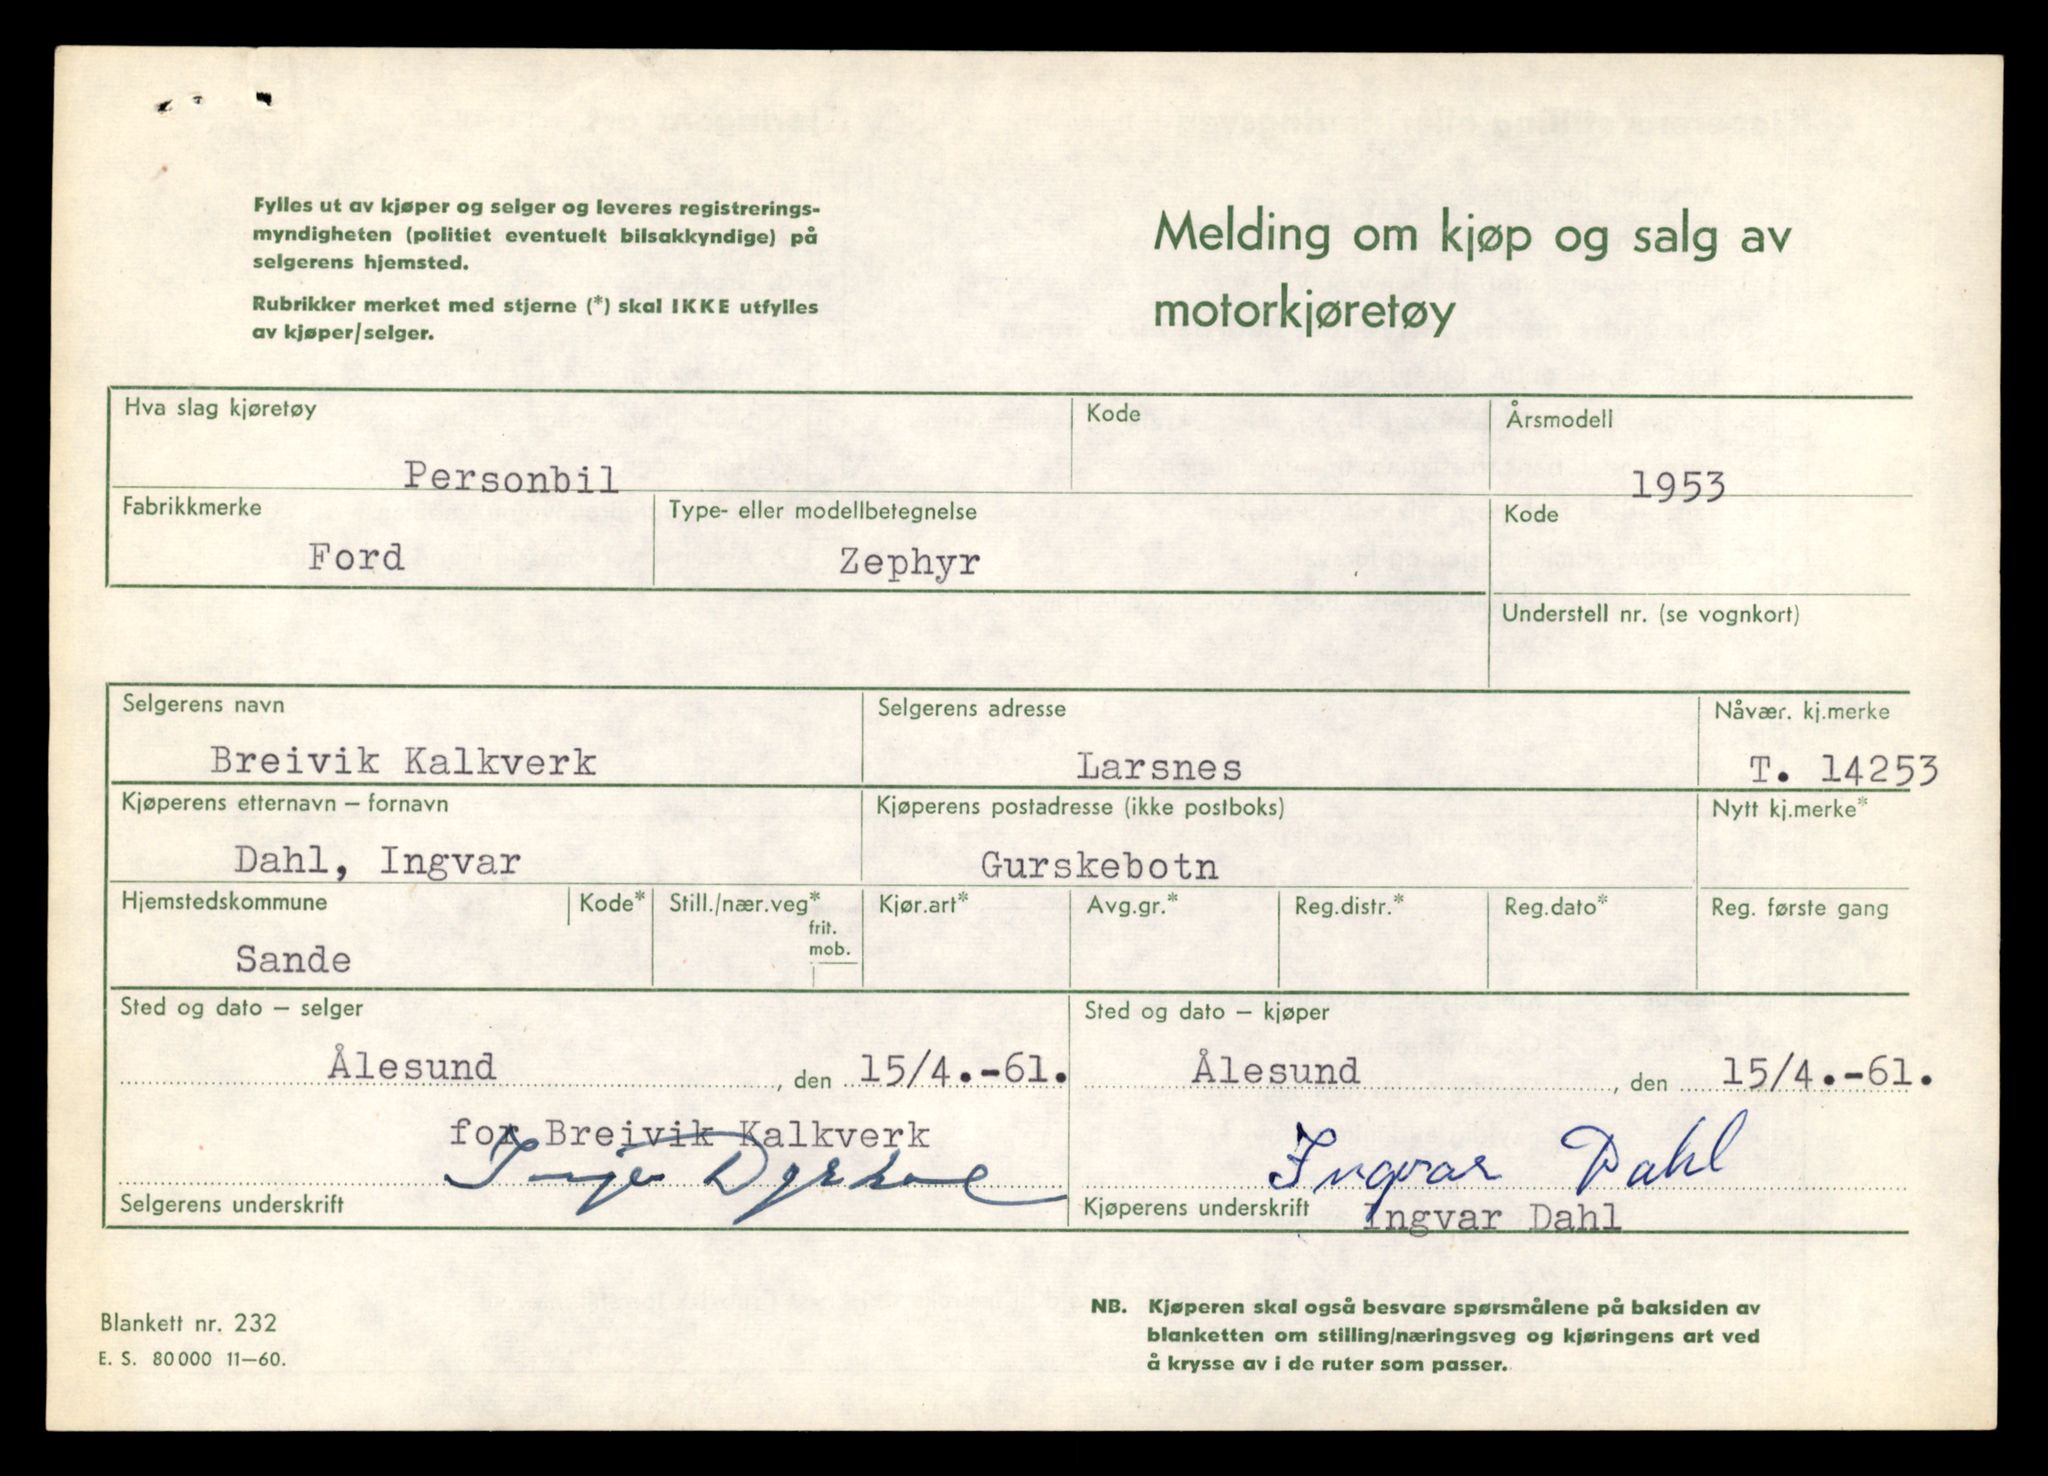 Fylles ut av kjøper og selger og leveres registrerings-
myndigheten (politiet eventuelt bilsakkyndige) på
selgerens hjemsted.
Rubrikker merket med stjerne (*) skal IKKE utfylles
av kjøper/selger.
Melding om kjøp og salg av
motorkjøretøy
Hva slag kjøretøy
Kode
Årsmodell
Personbil
1953
Fabrikkmerke
Type- eller modellbetegnelse
Kode
Ford
Zephyr
Understell nr. (se vognkort)
Selgerens navn
Selgerens adresse
Nåvær. kj.merke
Breivik Kalkverk
Larsnes
T. 14253
Kjøperens etternavn – fornavn
Kjøperens postadresse (ikke postboks)
Nytt kj.merke*
Dahl, Ingvar
Gurskebotn
Hjemstedskommune
Kode*
Still./nær.veg*
frit.
mob.
Kjør.art*
Avg.gr.*
Reg.distr.*
Reg.dato*
Reg. første gang
Sande
Sted og dato – selger
Sted og dato – kjøper
Ålesund, den 15/4.-61.
Ålesund, den 15/4.-61.
for Breivik Kalkverk
Ingvar Dahl
Selgerens underskrift
Kjøperens underskrift
Ingvar Dahl
Blankett nr. 232
E. S. 80000 11–60.
NB. Kjøperen skal også besvare spørsmålene på baksiden av
blanketten om stilling/næringsveg og kjøringens art ved
å krysse av i de ruter som passer.